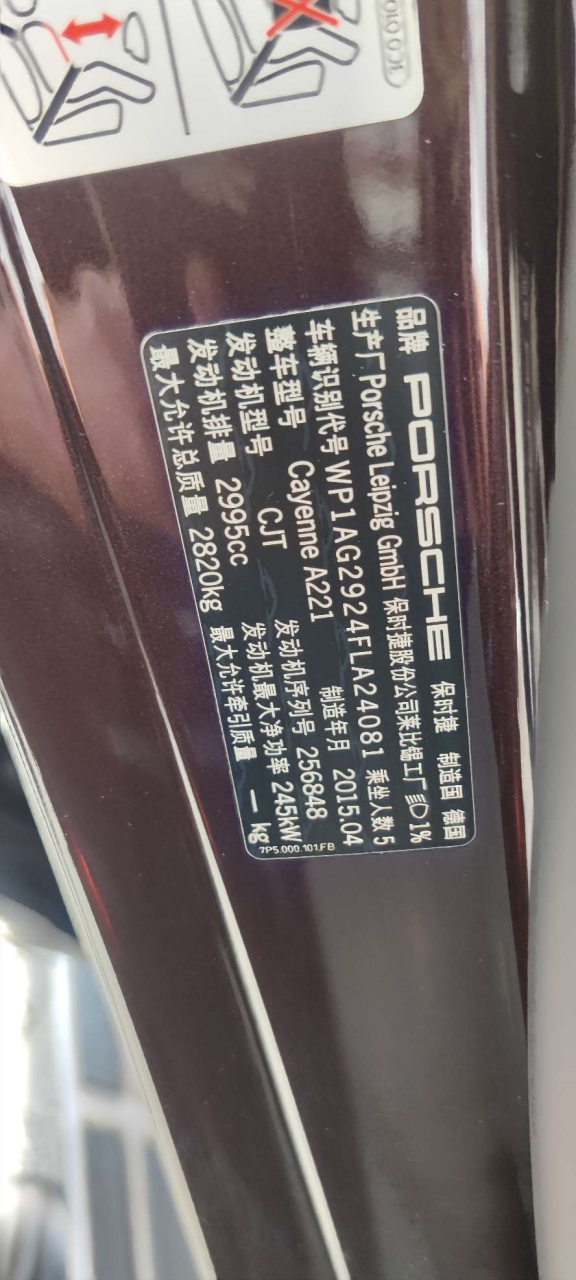 品牌 PORSCHE 保时捷 制造国 德国
生产厂 Porsche Leipzig GmbH 保时捷股份公司莱比锡工厂 1%
车辆识别代号 WP1AG2924FLA24081 乘坐人数 5
整车型号 Cayenne A221 制造年月 2015.04
发动机型号 CJT 发动机序列号 256848
发动机排量 2995cc 发动机最大净功率 245kW
最大允许总质量 2820kg 最大允许牵引质量 — kg
7P5.000.101.FB